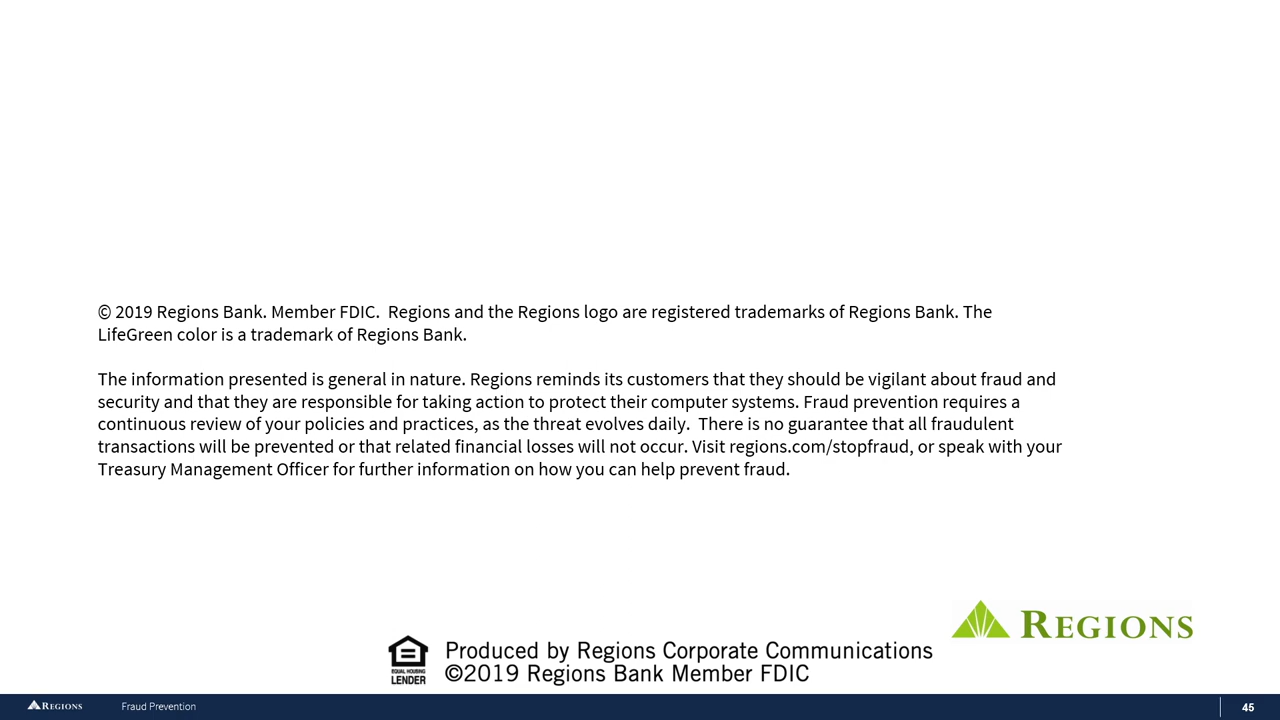 © 2019 Regions Bank. Member FDIC.  Regions and the Regions logo are registered trademarks of Regions Bank. The
LifeGreen color is a trademark of Regions Bank.
The information presented is general in nature. Regions reminds its customers that they should be vigilant about fraud and
security and that they are responsible for taking action to protect their computer systems. Fraud prevention requires a
continuous review of your policies and practices, as the threat evolves daily.  There is no guarantee that all fraudulent
transactions will be prevented or that related financial losses will not occur. Visit regions.com/stopfraud, or speak with your
Treasury Management Officer for further information on how you can help prevent fraud.
REGIONS
EQUAL HOUSING
LENDER
Produced by Regions Corporate Communications
©2019 Regions Bank Member FDIC
REGIONS
Fraud Prevention
45